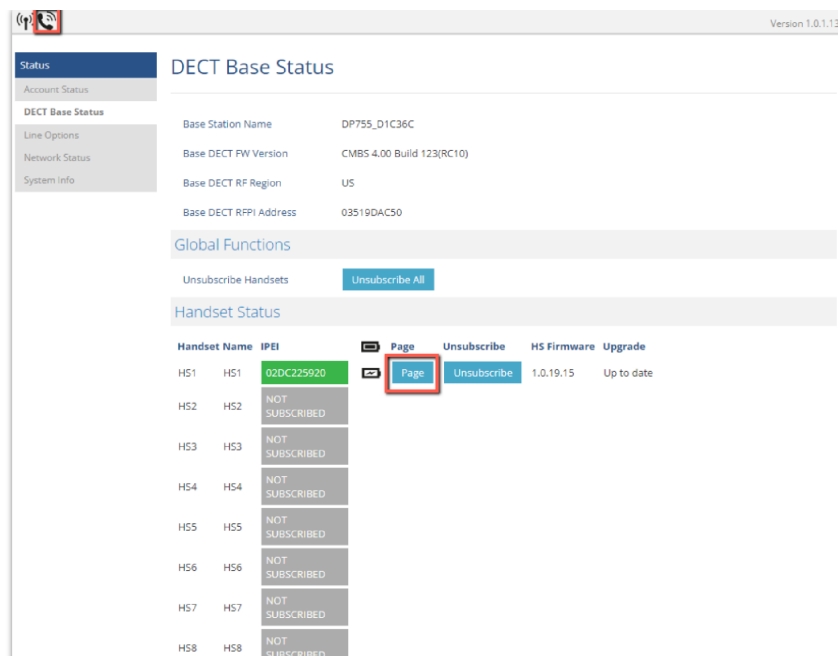 Version 1.0.1.13
Status
Account Status
DECT Base Status
Line Options
Network Status
System Info
DECT Base Status
Base Station Name DP755_D1C36C
Base DECT FW Version CMBS 4.00 Build 123(RC10)
Base DECT RF Region US
Base DECT RFPI Address 03519DAC50
Global Functions
Unsubscribe Handsets Unsubscribe All
Handset Status
Handset Name IPEI Page Unsubscribe HS Firmware Upgrade
HS1 HS1 02DC225920 Page Unsubscribe 1.0.19.15 Up to date
HS2 HS2 NOT
SUBSCRIBED
HS3 HS3 NOT
SUBSCRIBED
HS4 HS4 NOT
SUBSCRIBED
HS5 HS5 NOT
SUBSCRIBED
HS6 HS6 NOT
SUBSCRIBED
HS7 HS7 NOT
SUBSCRIBED
HS8 HS8 NOT
SUBSCRIBED